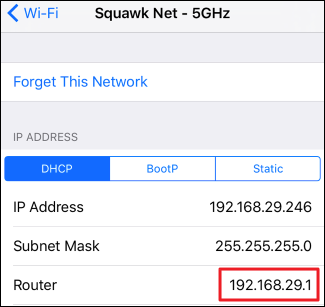 Wi-Fi Squawk Net - 5GHz
Forget This Network
IP ADDRESS
DHCP BootP Static
IP Address 192.168.29.246
Subnet Mask 255.255.255.0
Router 192.168.29.1